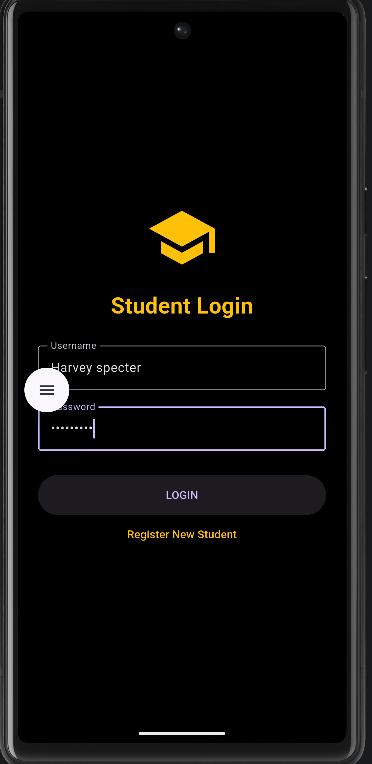 Student Login
Username
Harvey specter
Password
•••••••••
LOGIN
Register New Student